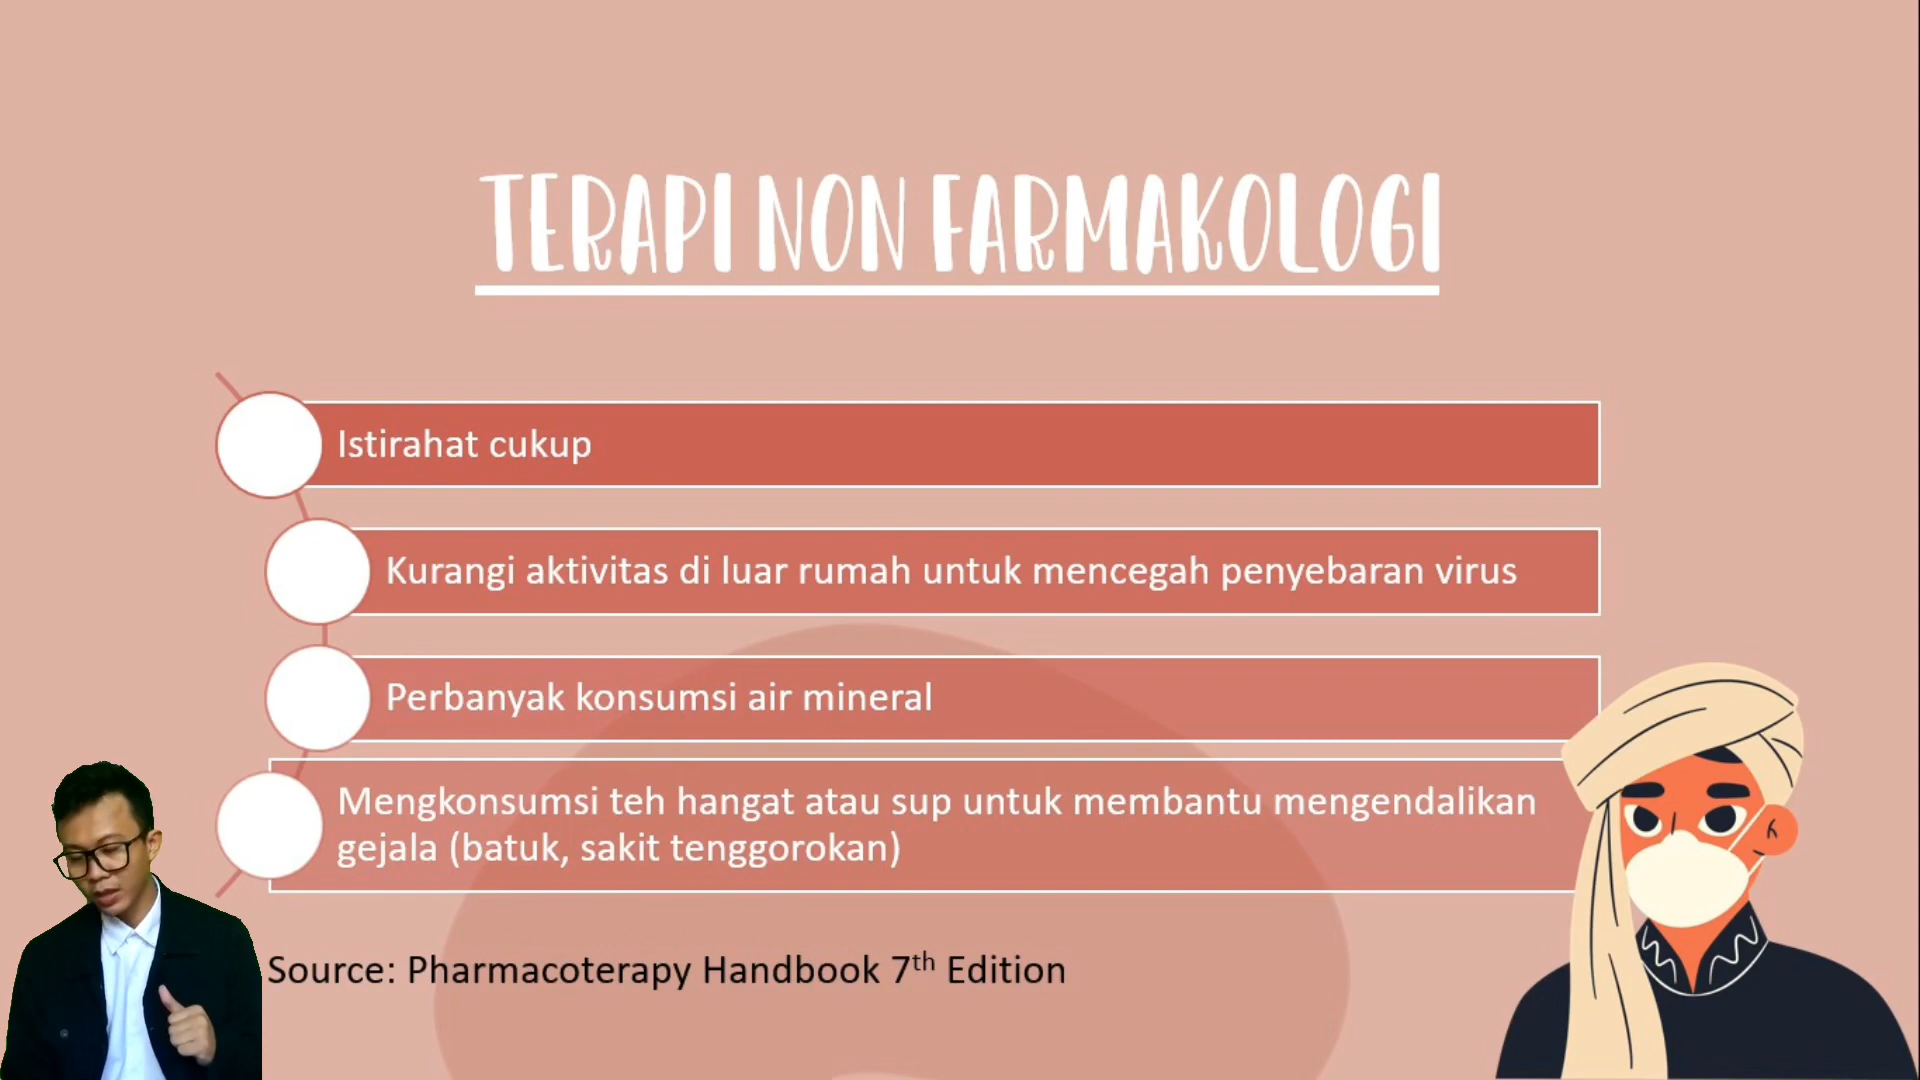 TERAPI NON FARMAKOLOGI
Istirahat cukup
Kurangi aktivitas di luar rumah untuk mencegah penyebaran virus
Perbanyak konsumsi air mineral
Mengkonsumsi teh hangat atau sup untuk membantu mengendalikan
gejala (batuk, sakit tenggorokan)
Source: Pharmacoterapy Handbook 7th Edition